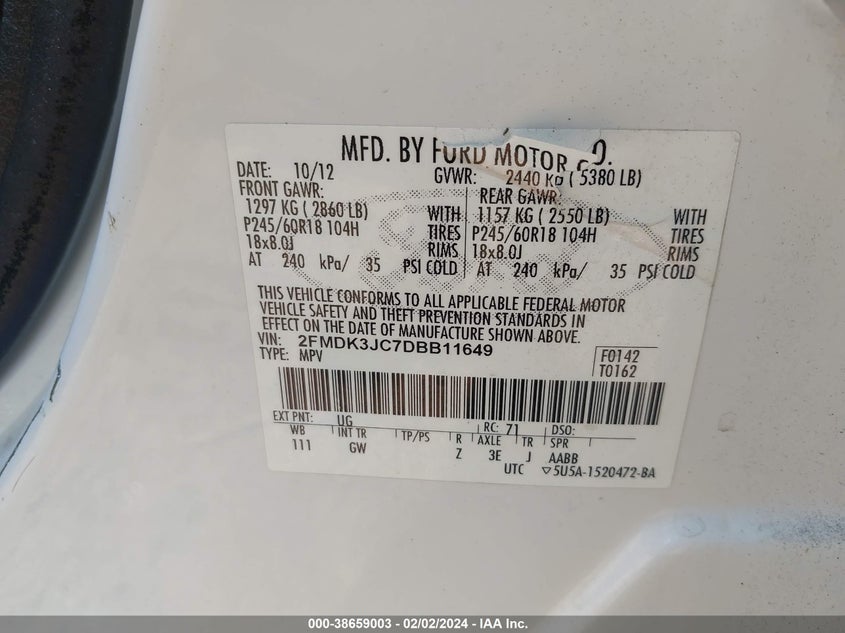 MFD. BY FORD MOTOR CO.
DATE: 10/12 GVWR: 2440 KG ( 5380 LB)
FRONT GAWR: REAR GAWR:
1297 KG ( 2860 LB) WITH 1157 KG ( 2550 LB) WITH
P245/60R18 104H TIRES P245/60R18 104H TIRES
18x8.0J RIMS 18x8.0J RIMS
AT 240 kPa/ 35 PSI COLD AT 240 kPa/ 35 PSI COLD
THIS VEHICLE CONFORMS TO ALL APPLICABLE FEDERAL MOTOR
VEHICLE SAFETY AND THEFT PREVENTION STANDARDS IN
EFFECT ON THE DATE OF MANUFACTURE SHOWN ABOVE.
VIN: 2FMDK3JC7DBB11649
TYPE: MPV
F0142
T0162
EXT PNT: UG RC: 71 DSO:
WB INT TR TP/PS R AXLE TR SPR
111 GW Z 3E J AABB
UTC ▽5U5A-1520472-BA
000-38659003 - 02/02/2024 - IAA Inc.